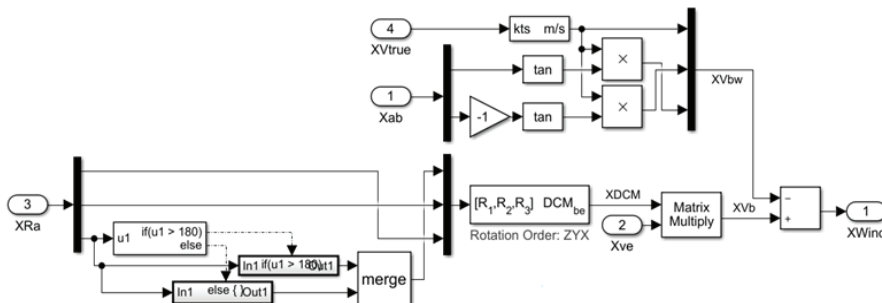 4
XVtrue
kts m/s
×
tan
XVbw
1
Xab
-1
tan
×
3
XRa
[R₁,R₂,R₃] DCM_be
Rotation Order: ZYX
XDCM
2
Xve
Matrix
Multiply
XVb
−
+
1
XWind
u1
if(u1 > 180)
else
In1
if(u1 > 180)
Out1
In1
else { }
Out1
merge